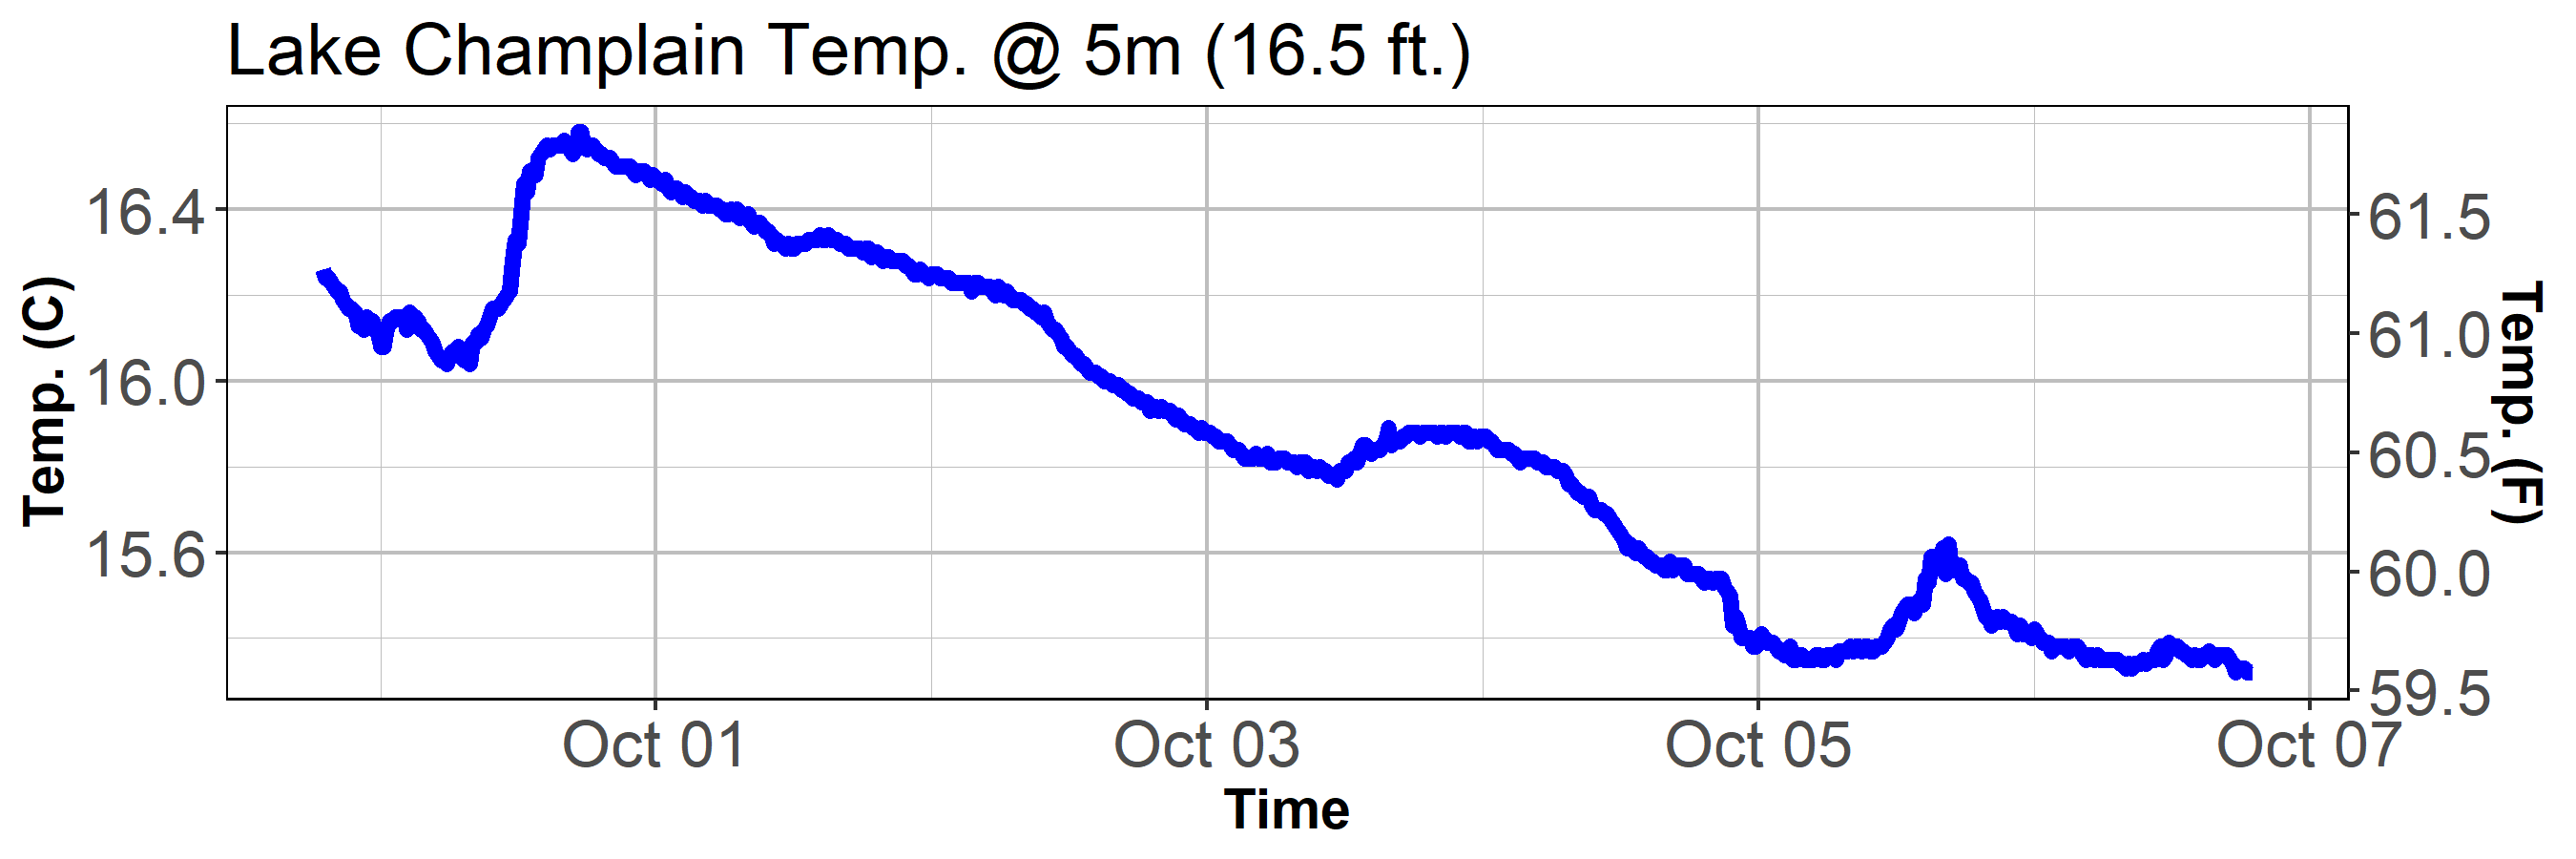 Lake Champlain Temp. @ 5m (16.5 ft.)
Temp. (C)
16.4
16.0
15.6
61.5
61.0
60.5
60.0
59.5
Temp. (F)
Oct 01
Oct 03
Oct 05
Oct 07
Time